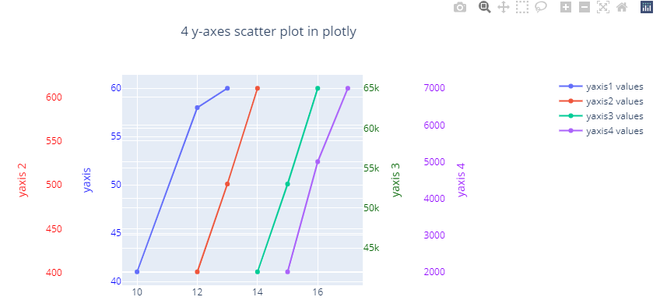 4 y-axes scatter plot in plotly
yaxis1 values
yaxis2 values
yaxis3 values
yaxis4 values
yaxis 2
600
550
500
450
400
yaxis
60
55
50
45
40
10 12 14 16
65k
60k
55k
50k
45k
yaxis 3
7000
6000
5000
4000
3000
2000
yaxis 4